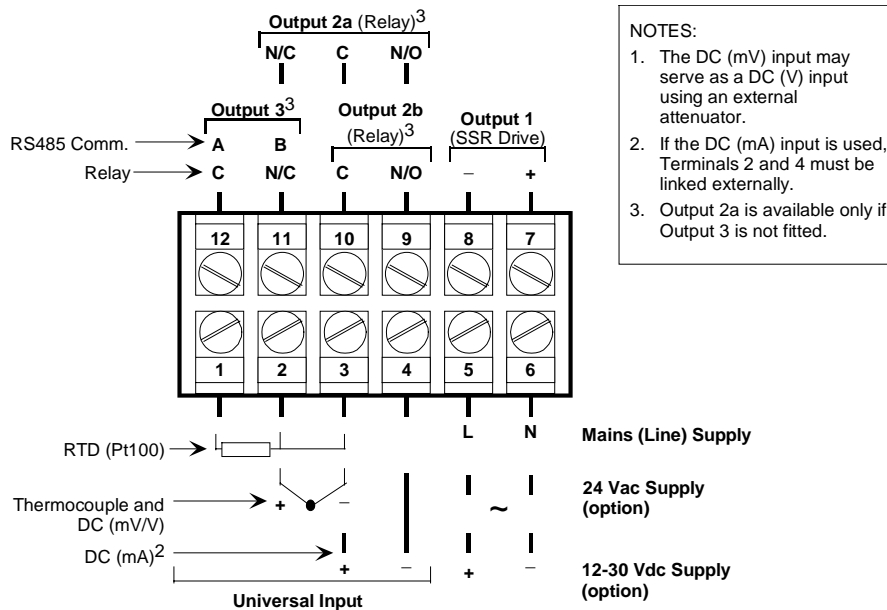 Output 2a (Relay)3
N/C C N/O
Output 33
Output 2b
(Relay)3
Output 1
(SSR Drive)
RS485 Comm. A B
Relay C N/C C N/O – +
12 11 10 9 8 7
1 2 3 4 5 6
L N Mains (Line) Supply
RTD (Pt100)
24 Vac Supply
(option)
Thermocouple and
DC (mV/V)
+ – ~
DC (mA)2
+ – + –
12-30 Vdc Supply
(option)
Universal Input
NOTES:
1. The DC (mV) input may
serve as a DC (V) input
using an external
attenuator.
2. If the DC (mA) input is used,
Terminals 2 and 4 must be
linked externally.
3. Output 2a is available only if
Output 3 is not fitted.